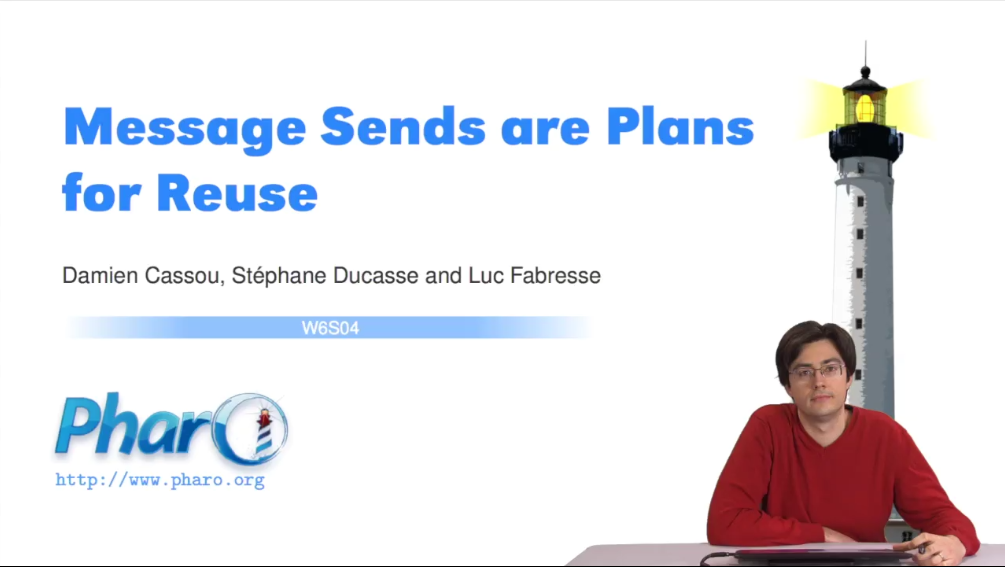 Message Sends are Plans
for Reuse
Damien Cassou, Stéphane Ducasse and Luc Fabresse
W6S04
Pharo
http://www.pharo.org